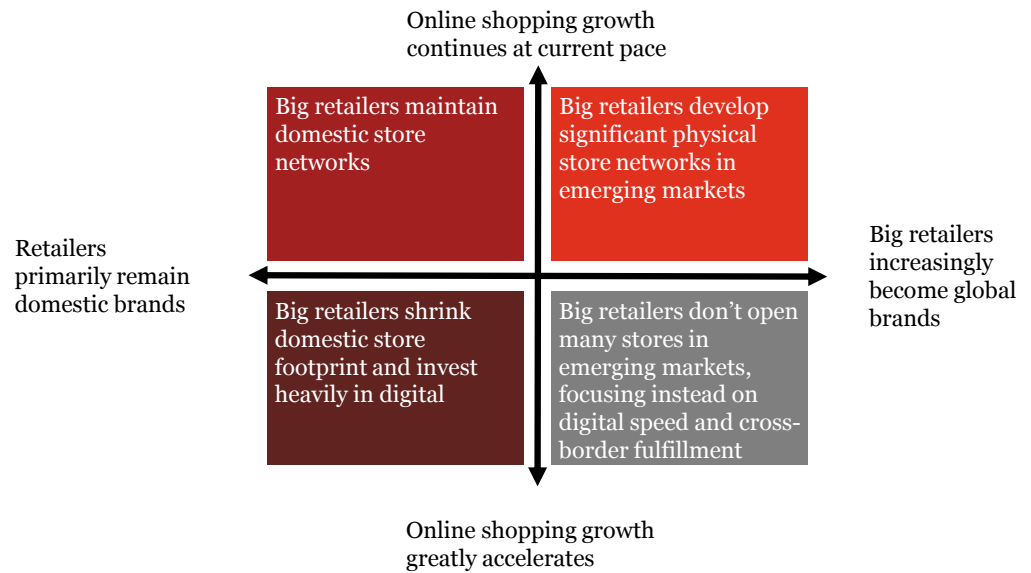 Online shopping growth
continues at current pace
Big retailers maintain
domestic store
networks
Big retailers develop
significant physical
store networks in
emerging markets
Retailers
primarily remain
domestic brands
Big retailers
increasingly
become global
brands
Big retailers shrink
domestic store
footprint and invest
heavily in digital
Big retailers don’t open
many stores in
emerging markets,
focusing instead on
digital speed and cross-
border fulfillment
Online shopping growth
greatly accelerates